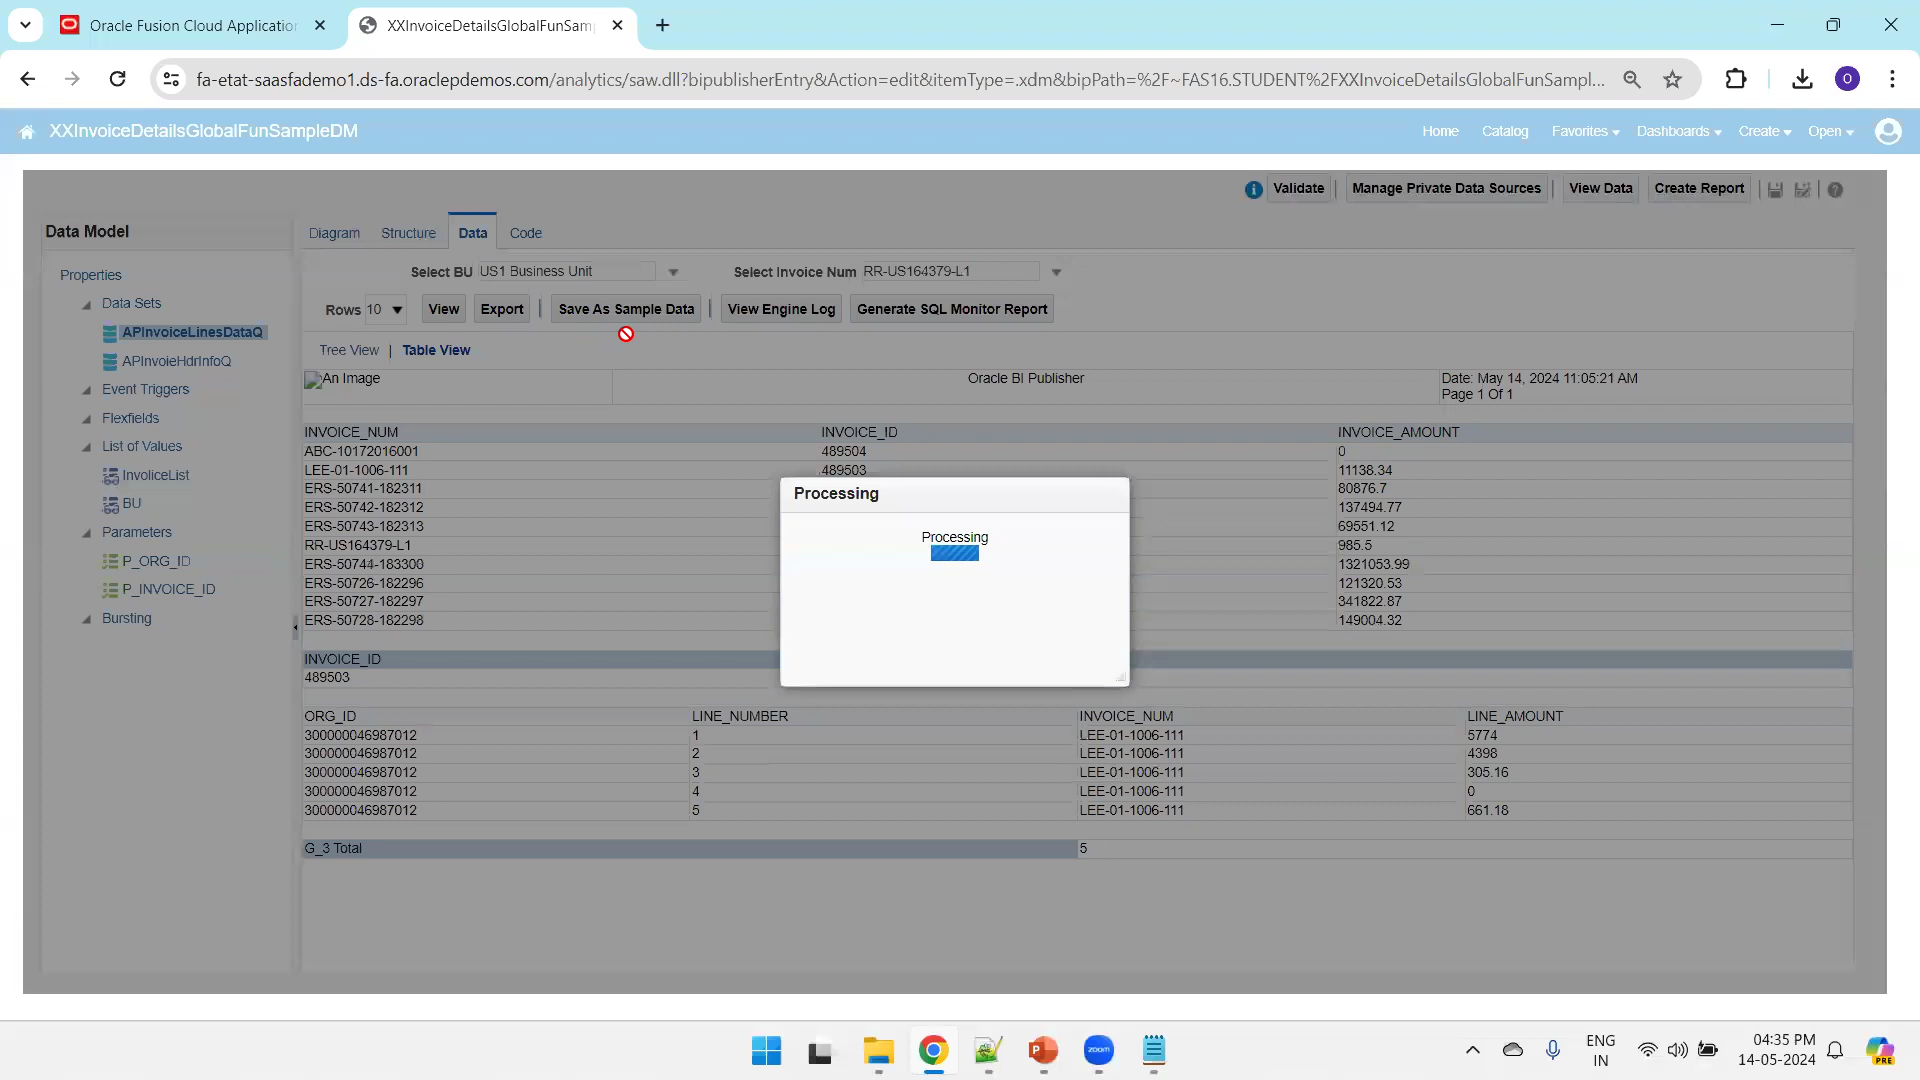 Oracle Fusion Cloud Application
XXInvoiceDetailsGlobalFunSam
fa-etat-saasfademo1.ds-fa.oraclepdemos.com/analytics/saw.dll?bipublisherEntry&Action=edit&itemType=.xdm&bipPath=%2F~FAS16.STUDENT%2FXXInvoiceDetailsGlobalFunSampl...
O
XXInvoiceDetailsGlobalFunSampleDM
Home Catalog Favorites Dashboards Create Open
Validate Manage Private Data Sources View Data Create Report
Data Model
Diagram Structure Data Code
Properties
Data Sets
APInvoiceLinesDataQ
APInvoieHdrInfoQ
Event Triggers
Flexfields
List of Values
InvoliceList
BU
Parameters
P_ORG_ID
P_INVOICE_ID
Bursting
Select BU US1 Business Unit Select Invoice Num RR-US164379-L1
Rows 10 View Export Save As Sample Data View Engine Log Generate SQL Monitor Report
Tree View | Table View
An Image Oracle BI Publisher Date: May 14, 2024 11:05:21 AM
Page 1 Of 1
INVOICE_NUM INVOICE_ID INVOICE_AMOUNT
ABC-10172016001 489504 0
LEE-01-1006-111 489503 11138.34
ERS-50741-182311 80876.7
ERS-50742-182312 137494.77
ERS-50743-182313 69551.12
RR-US164379-L1 985.5
ERS-50744-183300 1321053.99
ERS-50726-182296 121320.53
ERS-50727-182297 341822.87
ERS-50728-182298 149004.32
Processing
Processing
INVOICE_ID
489503
ORG_ID LINE_NUMBER INVOICE_NUM LINE_AMOUNT
300000046987012 1 LEE-01-1006-111 5774
300000046987012 2 LEE-01-1006-111 4398
300000046987012 3 LEE-01-1006-111 305.16
300000046987012 4 LEE-01-1006-111 0
300000046987012 5 LEE-01-1006-111 661.18
G_3 Total 5
zoom
ENG
IN
04:35 PM
14-05-2024
PRE